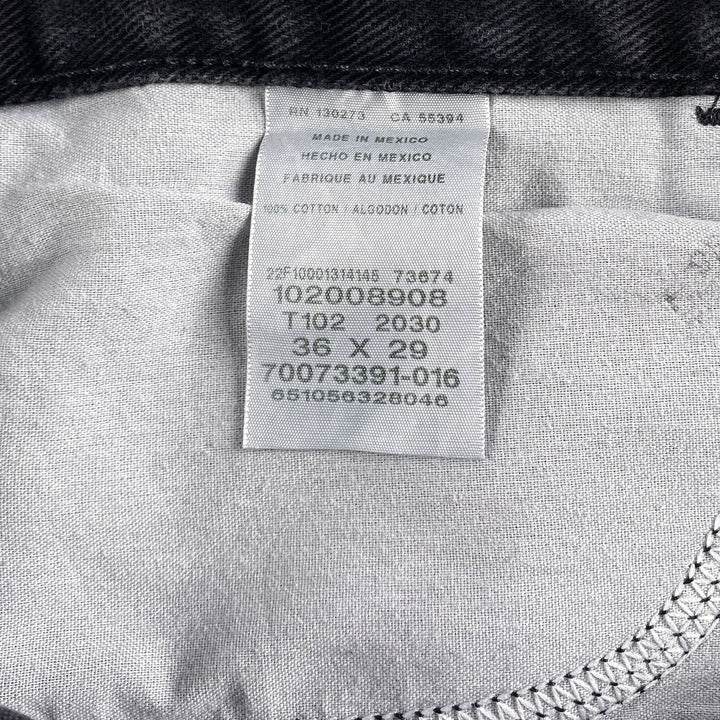 RN 130273 CA 55394
MADE IN MEXICO
HECHO EN MEXICO
FABRIQUE AU MEXIQUE
100% COTTON / ALGODON / COTON
22F10001314145 73674
102008908
T102 2030
36 X 29
70073391-016
651056328046